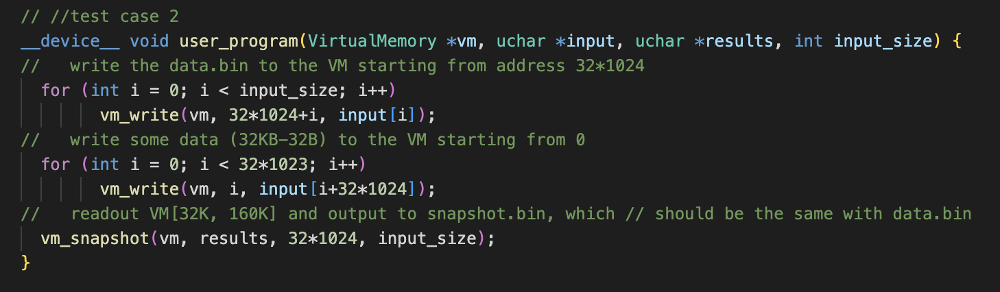 // //test case 2
__device__ void user_program(VirtualMemory *vm, uchar *input, uchar *results, int input_size) {
//   write the data.bin to the VM starting from address 32*1024
  for (int i = 0; i < input_size; i++)
        vm_write(vm, 32*1024+i, input[i]);
//   write some data (32KB-32B) to the VM starting from 0
  for (int i = 0; i < 32*1023; i++)
        vm_write(vm, i, input[i+32*1024]);
//   readout VM[32K, 160K] and output to snapshot.bin, which // should be the same with data.bin
  vm_snapshot(vm, results, 32*1024, input_size);
}